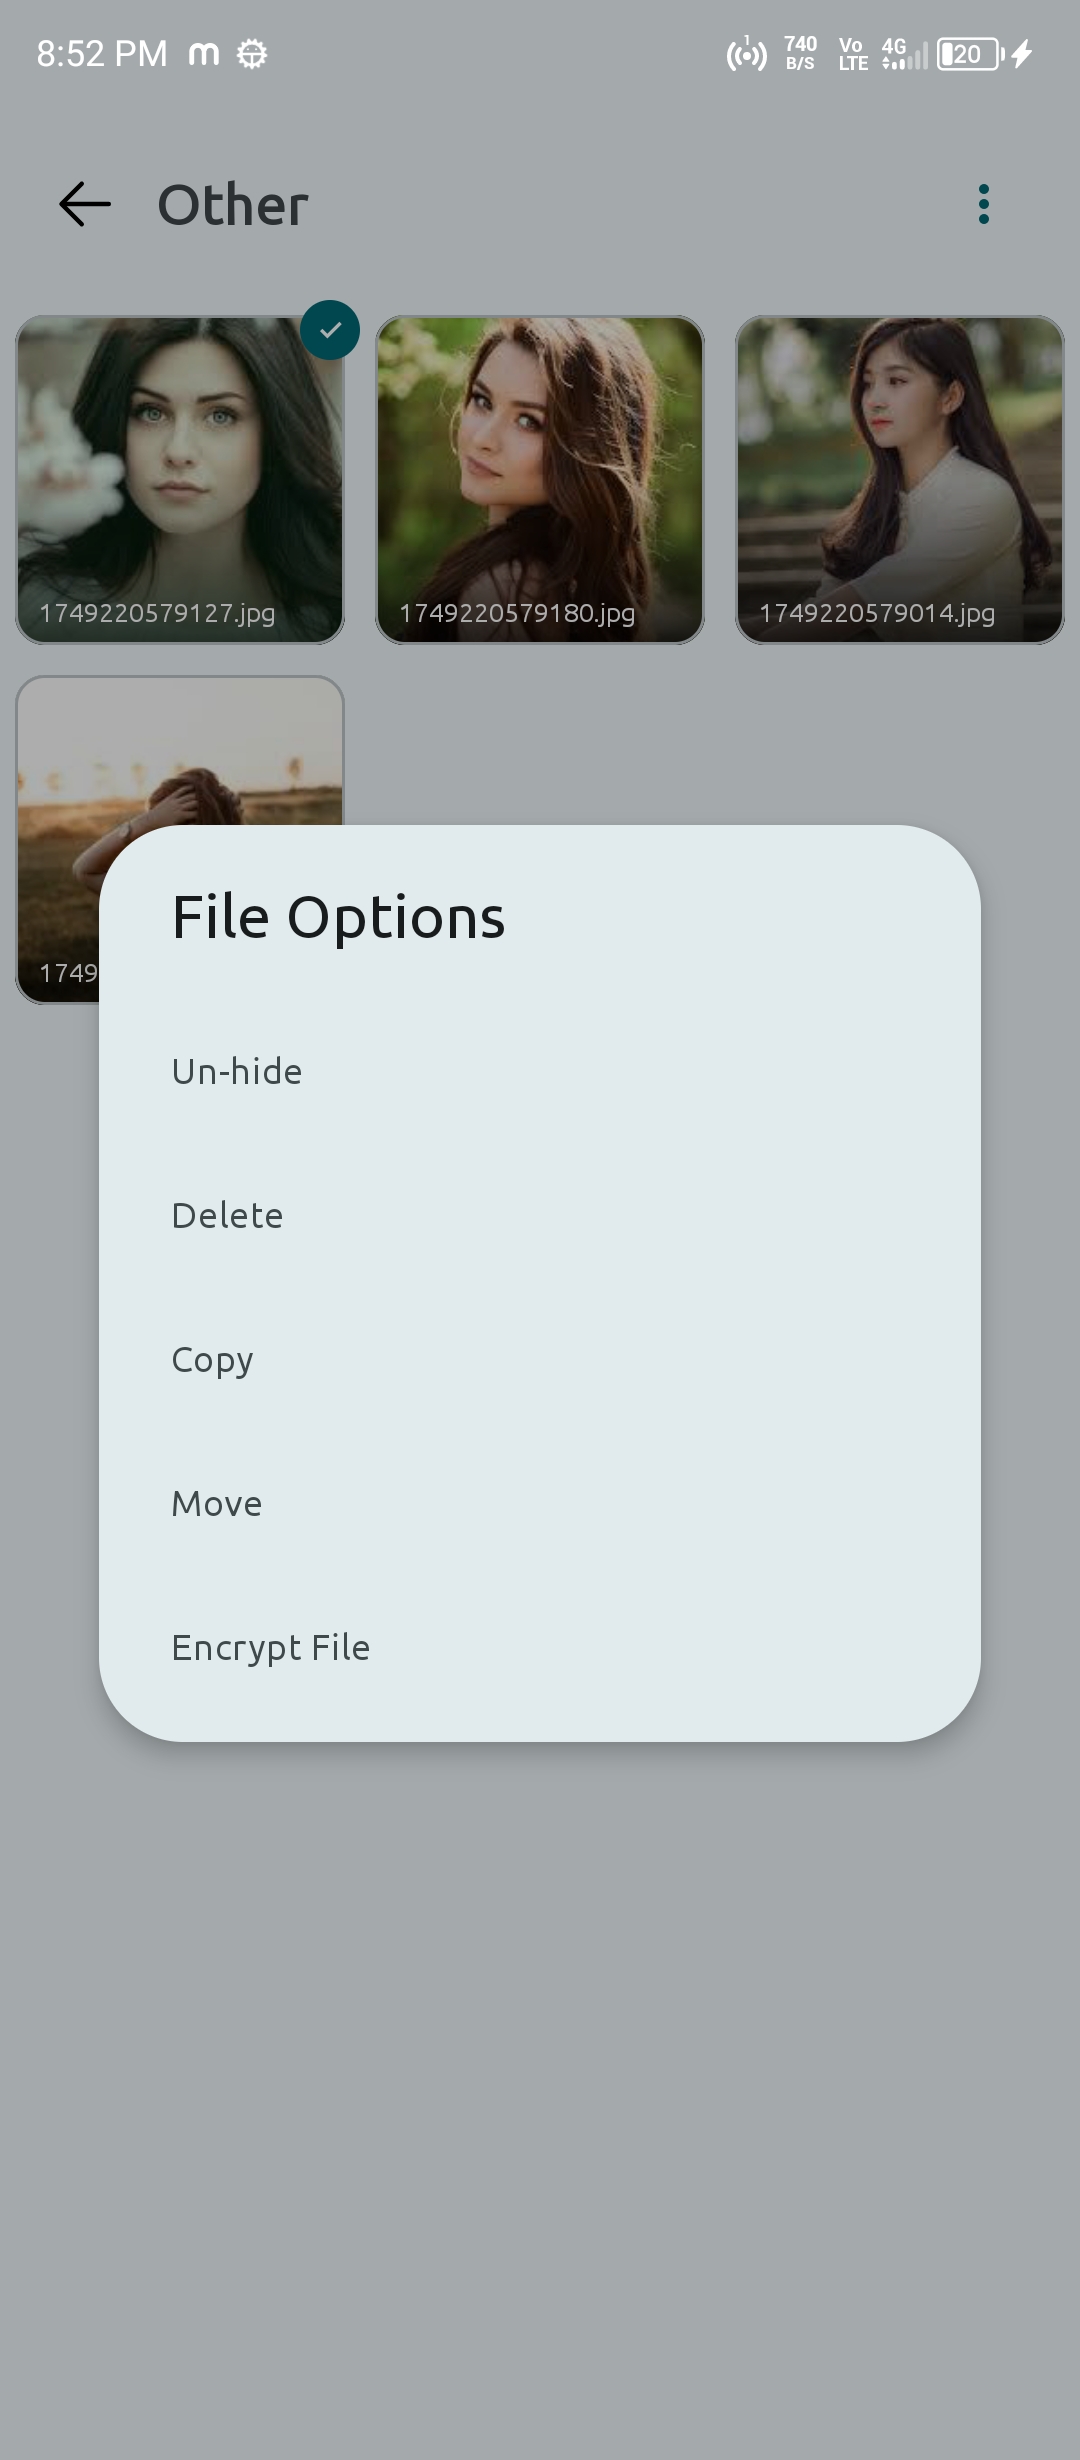 8:52 PM m 1 740 B/S Vo LTE 4G 20
Other
1749220579127.jpg 1749220579180.jpg 1749220579014.jpg
1749
File Options
Un-hide
Delete
Copy
Move
Encrypt File